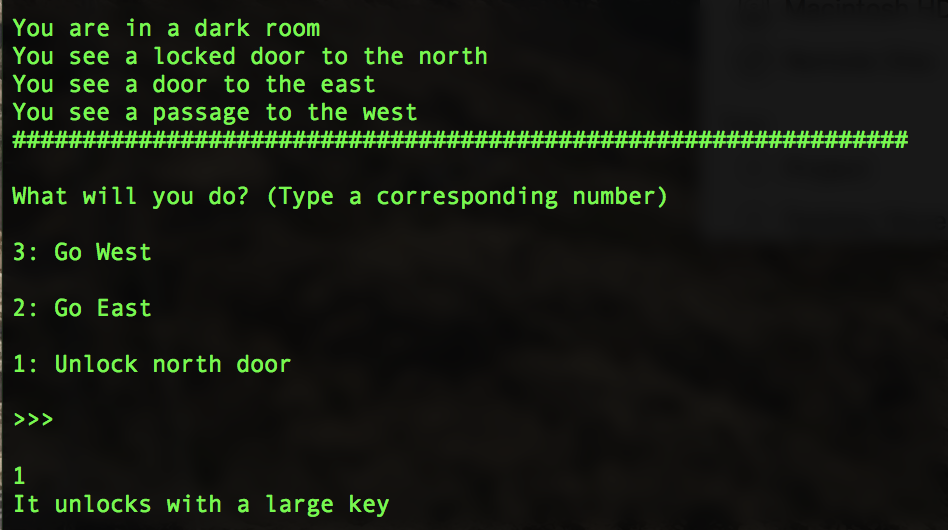 You are in a dark room
You see a locked door to the north
You see a door to the east
You see a passage to the west
################################################################
What will you do? (Type a corresponding number)
3: Go West
2: Go East
1: Unlock north door
>>>
1
It unlocks with a large key